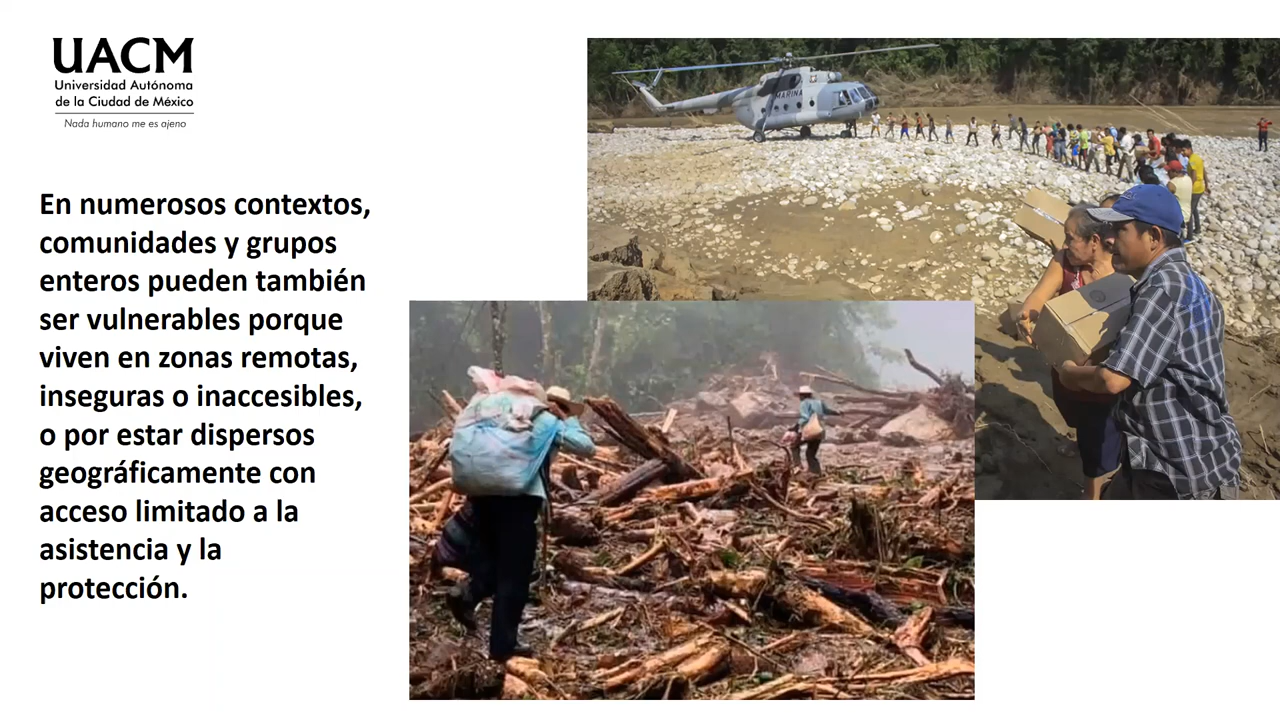 UACM
Universidad Autónoma
de la Ciudad de México
Nada humano me es ajeno
En numerosos contextos,
comunidades y grupos
enteros pueden también
ser vulnerables porque
viven en zonas remotas,
inseguras o inaccesibles,
o por estar dispersos
geográficamente con
acceso limitado a la
asistencia y la
protección.
MARINA